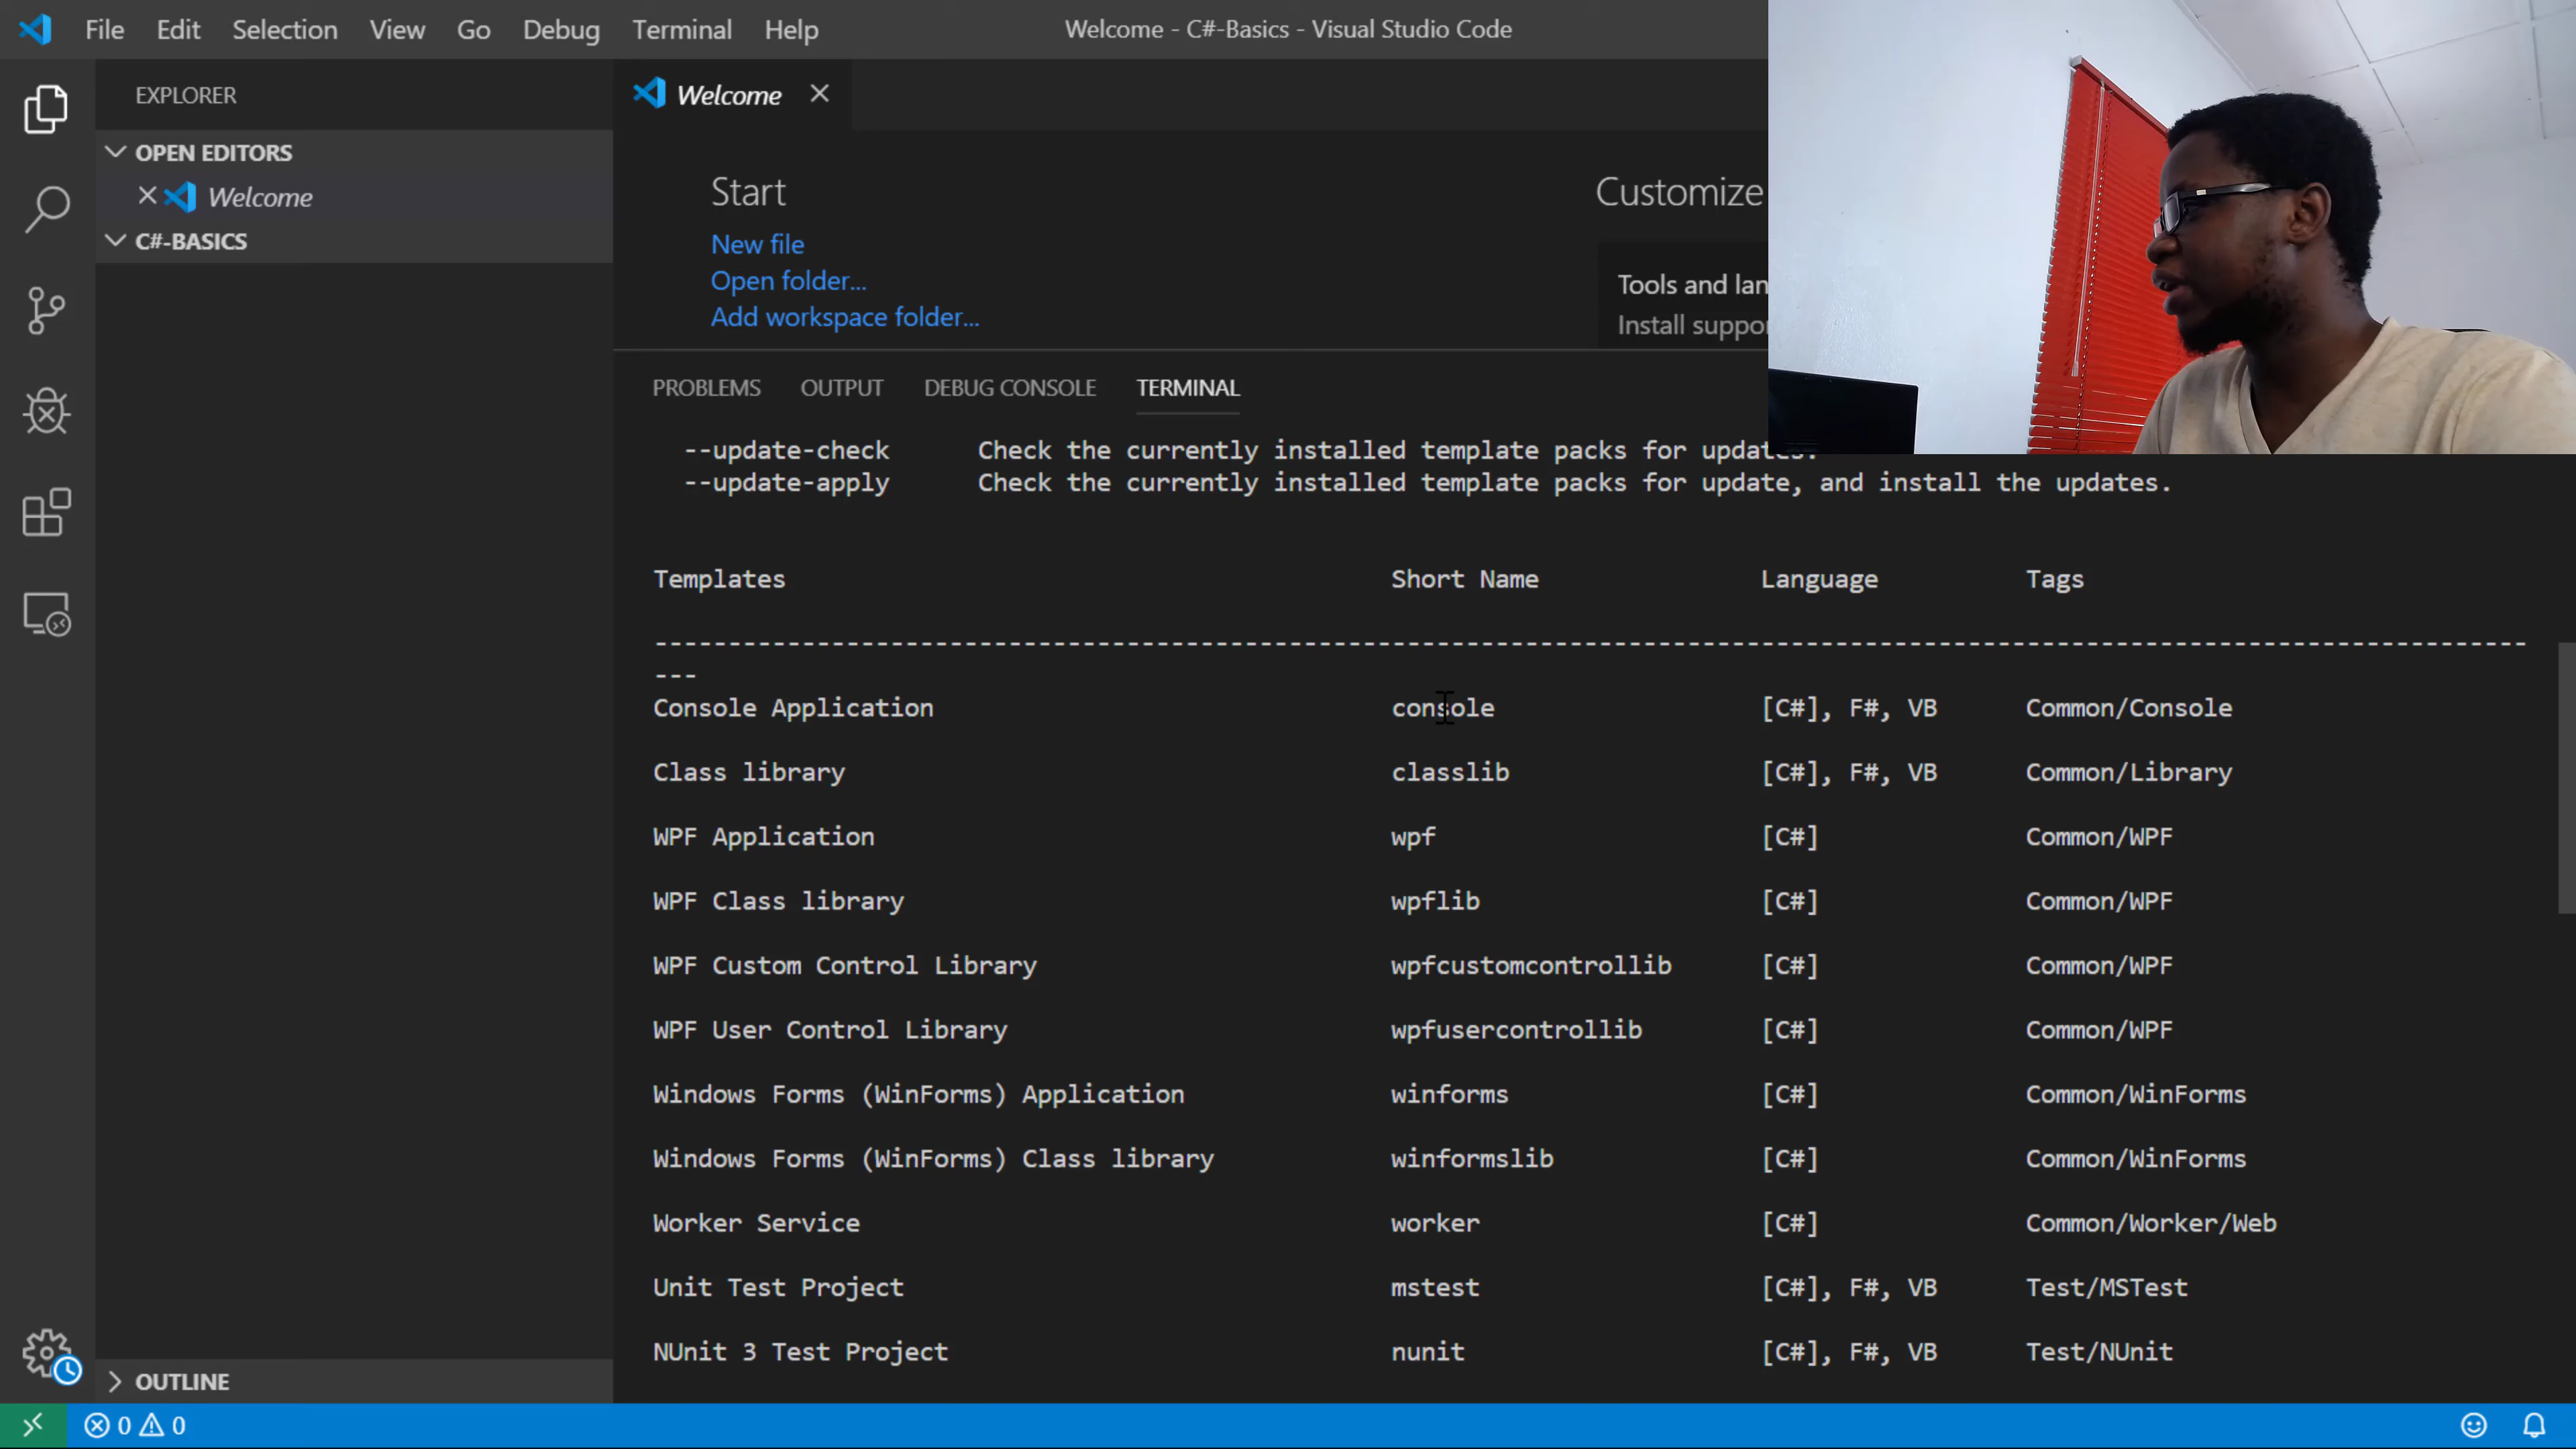 File Edit Selection View Go Debug Terminal Help Welcome - C#-Basics - Visual Studio Code
EXPLORER
OPEN EDITORS
Welcome
C#-BASICS
OUTLINE
Welcome
Start
New file
Open folder...
Add workspace folder...
Customize
Tools and lan
Install suppor
PROBLEMS OUTPUT DEBUG CONSOLE TERMINAL
--update-check Check the currently installed template packs for updates.
--update-apply Check the currently installed template packs for update, and install the updates.
Templates Short Name Language Tags
--------------------------------------------------------------------------------------------------------------------------------
---
Console Application console [C#], F#, VB Common/Console
Class library classlib [C#], F#, VB Common/Library
WPF Application wpf [C#] Common/WPF
WPF Class library wpflib [C#] Common/WPF
WPF Custom Control Library wpfcustomcontrollib [C#] Common/WPF
WPF User Control Library wpfusercontrollib [C#] Common/WPF
Windows Forms (WinForms) Application winforms [C#] Common/WinForms
Windows Forms (WinForms) Class library winformslib [C#] Common/WinForms
Worker Service worker [C#] Common/Worker/Web
Unit Test Project mstest [C#], F#, VB Test/MSTest
NUnit 3 Test Project nunit [C#], F#, VB Test/NUnit
0 0